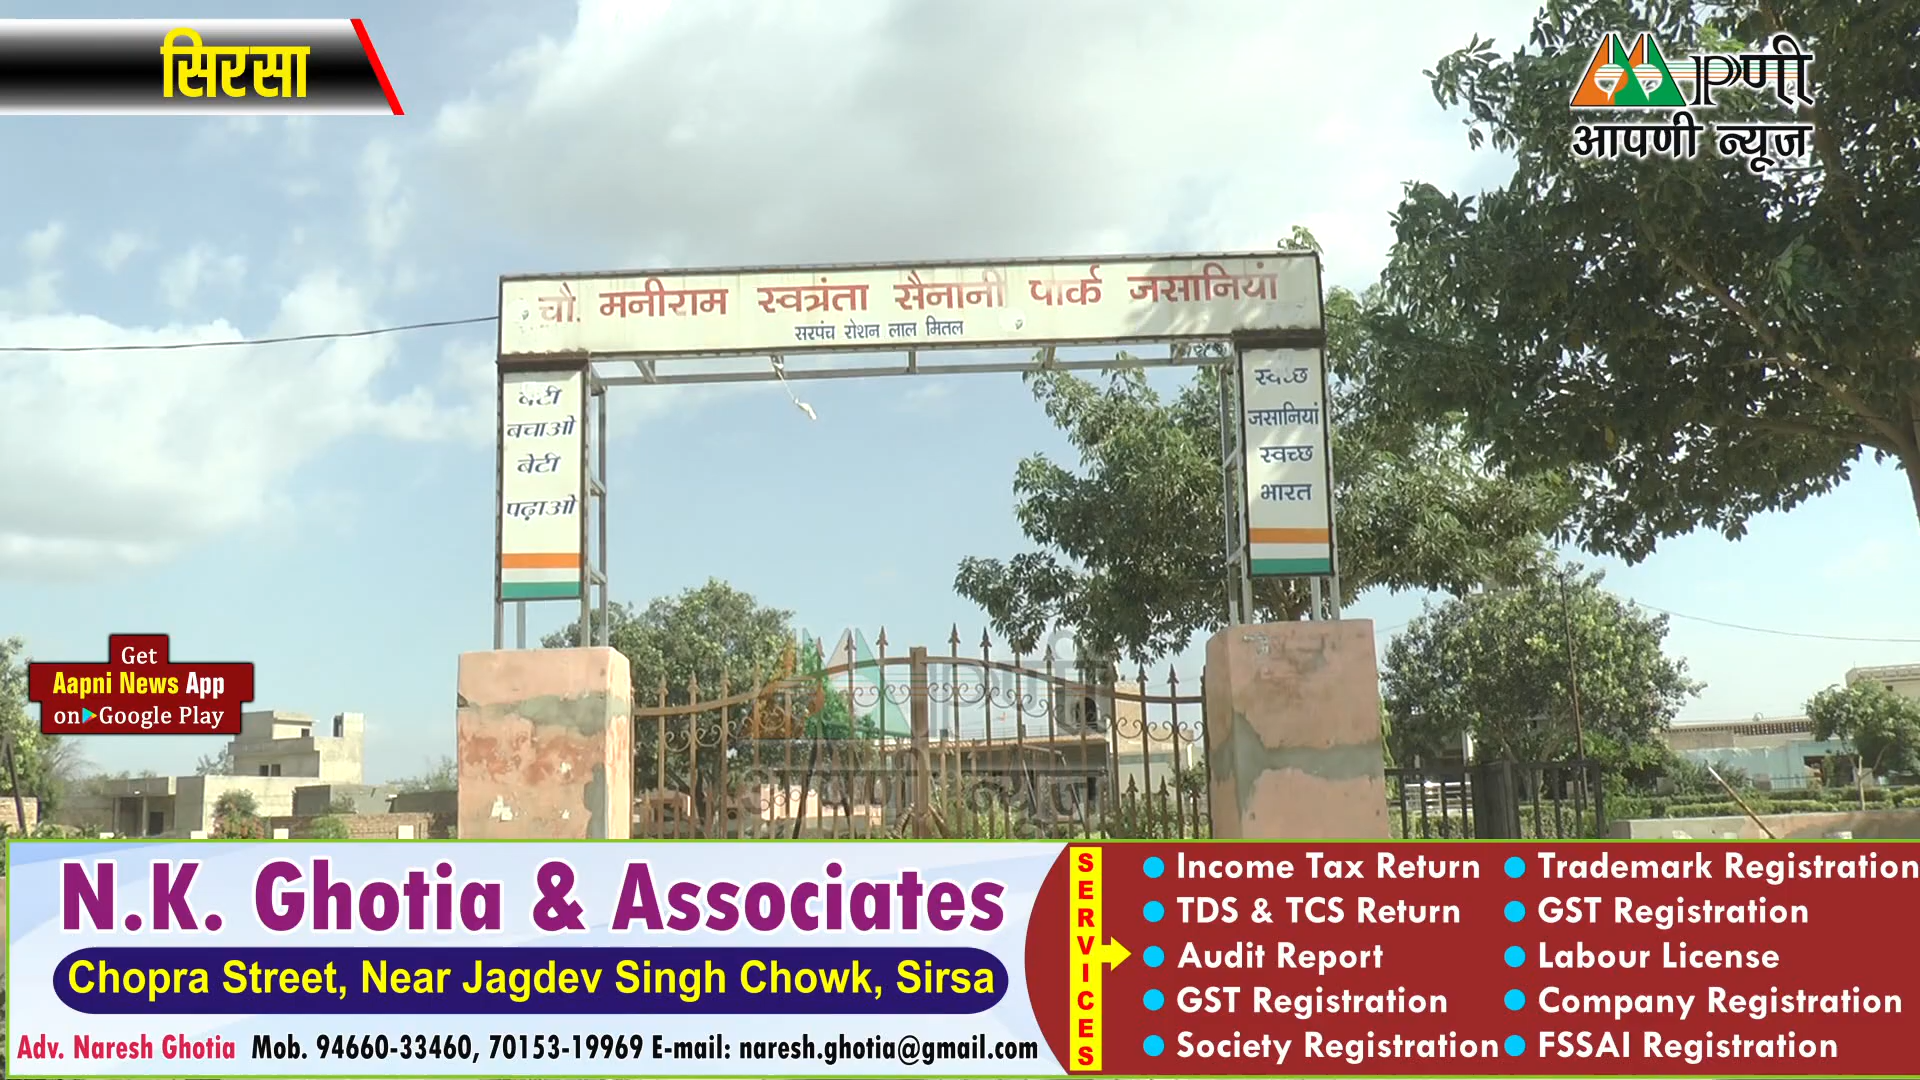 सिरसा
Apणी
आपणी न्यूज
चौ. मनीराम स्वत्रंता सैनानी पार्क जसानियां
सरपंच रोशन लाल मितल
बेटी
बचाओ
बेटी
पढ़ाओ
स्वच्छ
जसानियां
स्वच्छ
भारत
Get
Aapni News App
on Google Play
आपणी न्यूज
N.K. Ghotia & Associates
Chopra Street, Near Jagdev Singh Chowk, Sirsa
Adv. Naresh Ghotia Mob. 94660-33460, 70153-19969 E-mail: naresh.ghotia@gmail.com
SERVICES
Income Tax Return
TDS & TCS Return
Audit Report
GST Registration
Society Registration
Trademark Registration
GST Registration
Labour License
Company Registration
FSSAI Registration